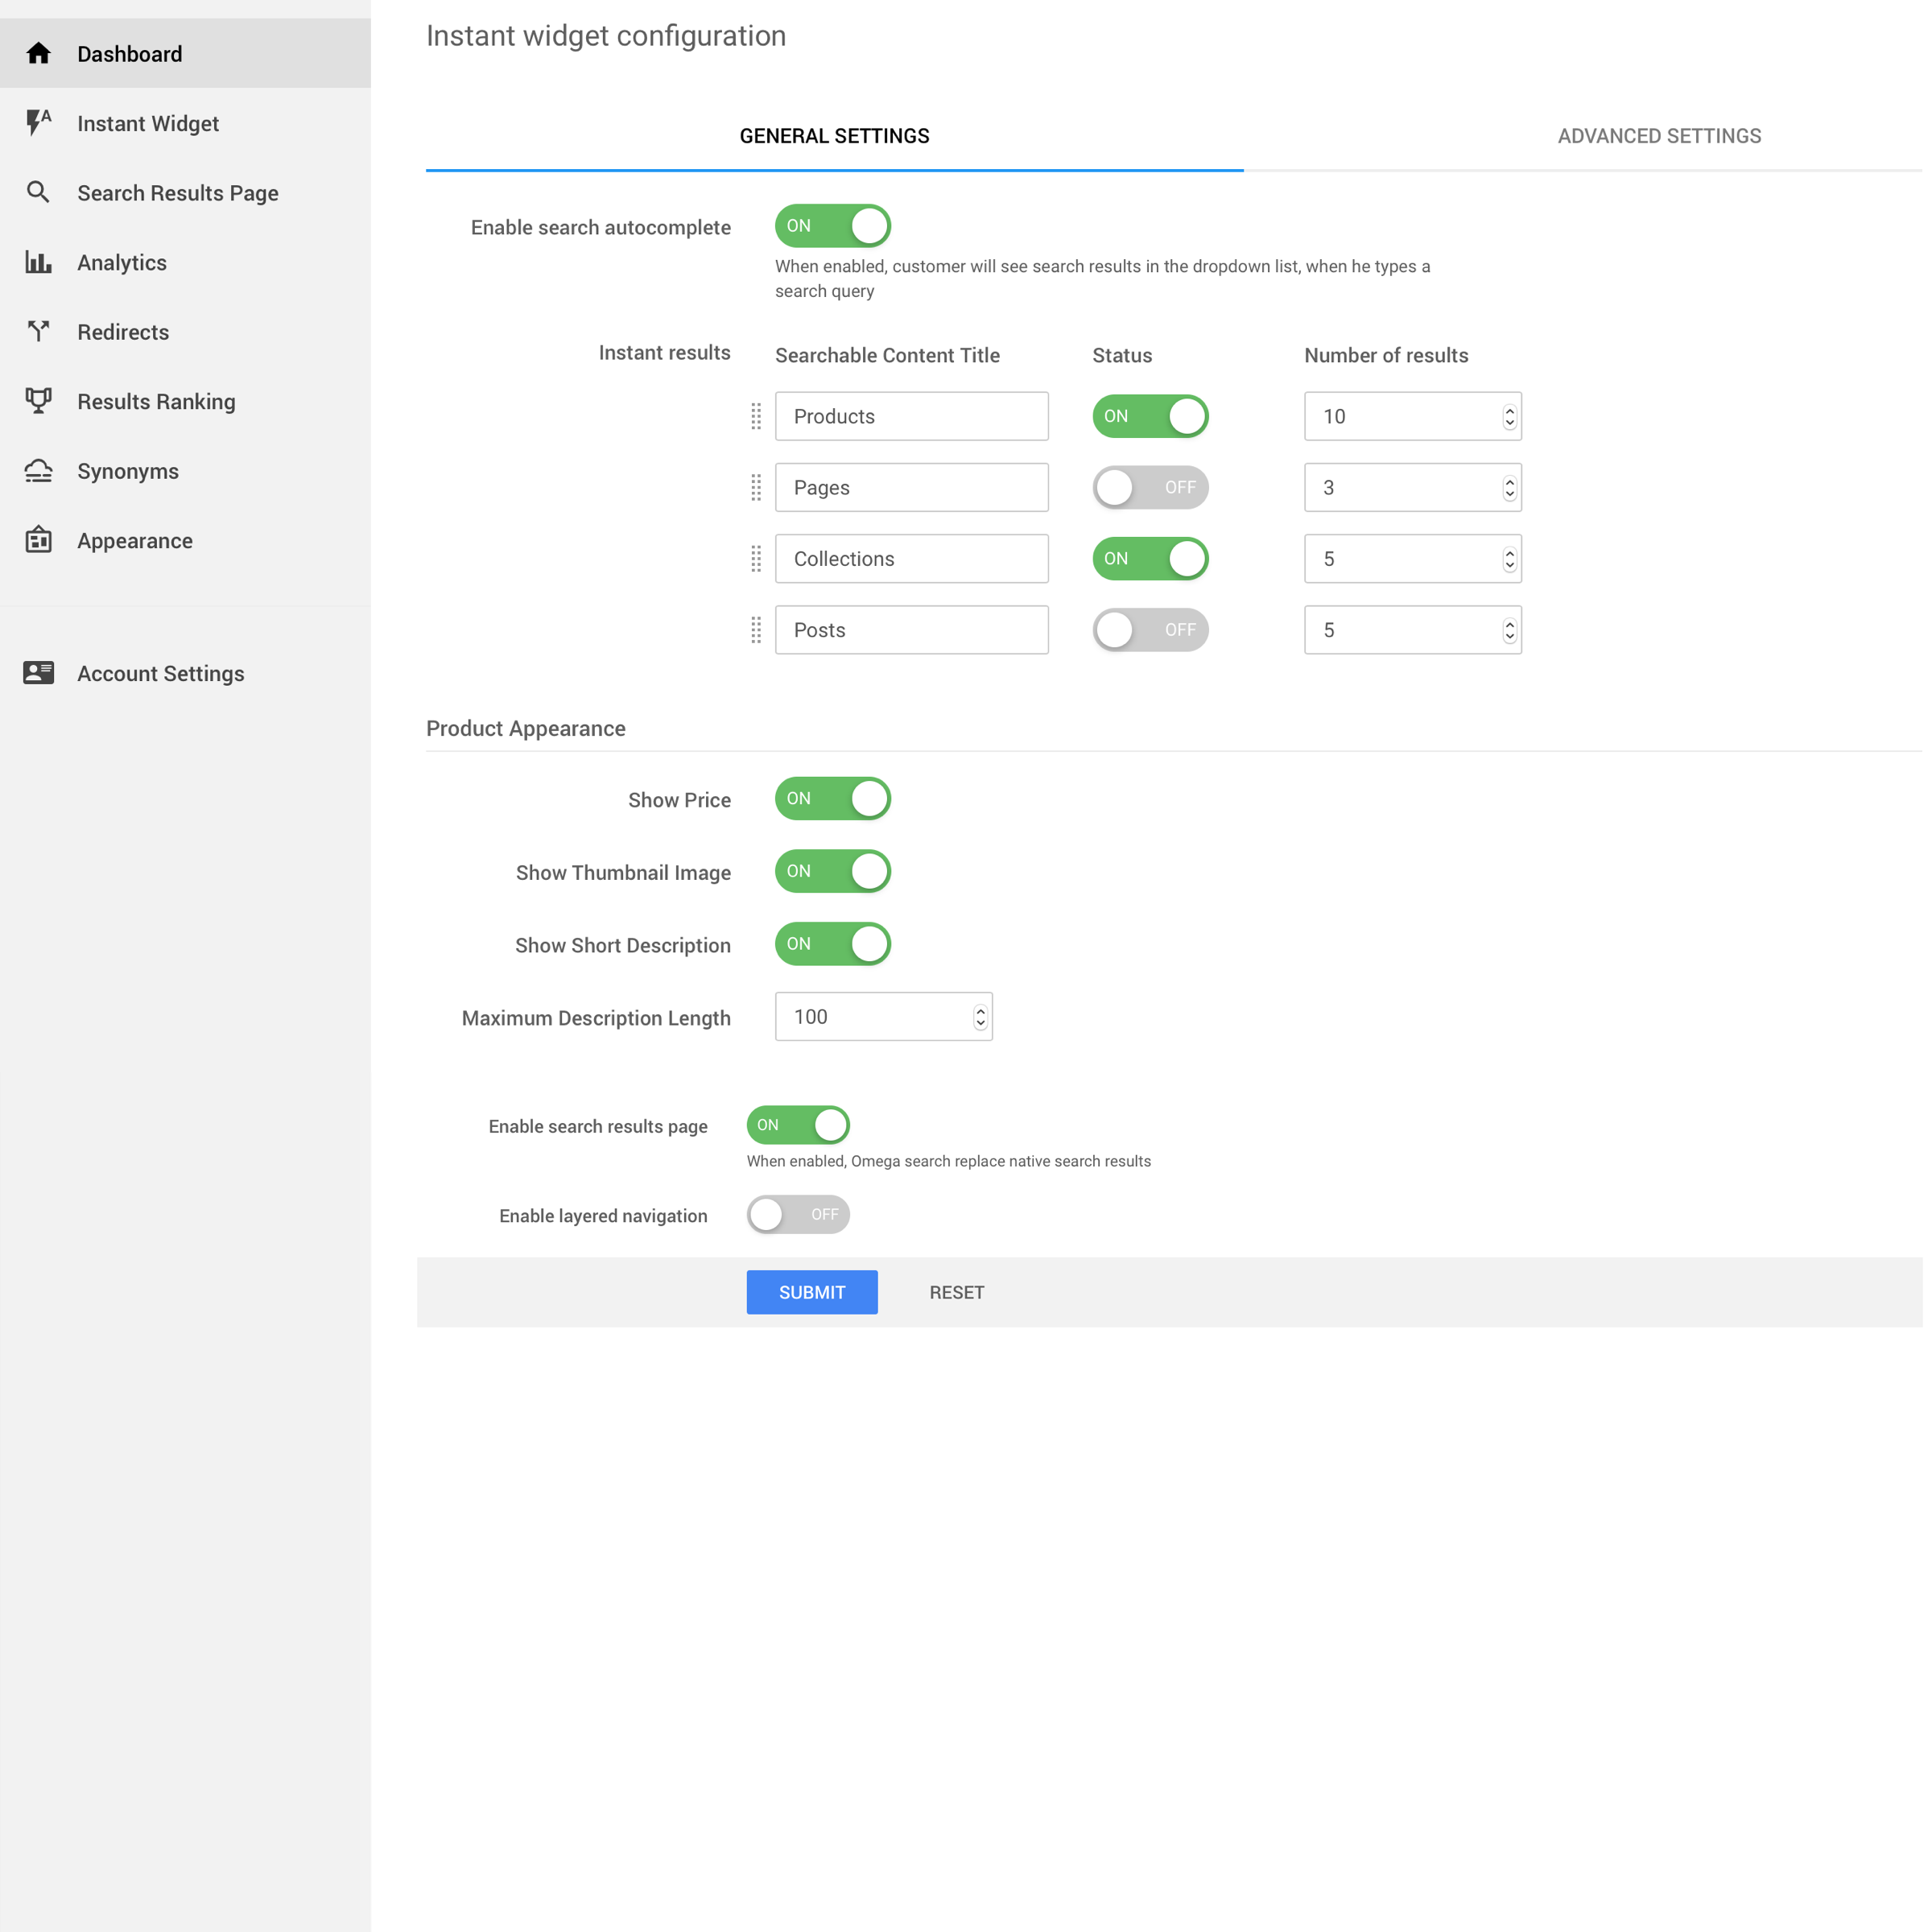 Dashboard
Instant Widget
Search Results Page
Analytics
Redirects
Results Ranking
Synonyms
Appearance
Account Settings
Instant widget configuration
GENERAL SETTINGS ADVANCED SETTINGS
Enable search autocomplete ON
When enabled, customer will see search results in the dropdown list, when he types a
search query
Instant results Searchable Content Title Status Number of results
Products ON 10
Pages OFF 3
Collections ON 5
Posts OFF 5
Product Appearance
Show Price ON
Show Thumbnail Image ON
Show Short Description ON
Maximum Description Length 100
Enable search results page ON
When enabled, Omega search replace native search results
Enable layered navigation OFF
SUBMIT RESET